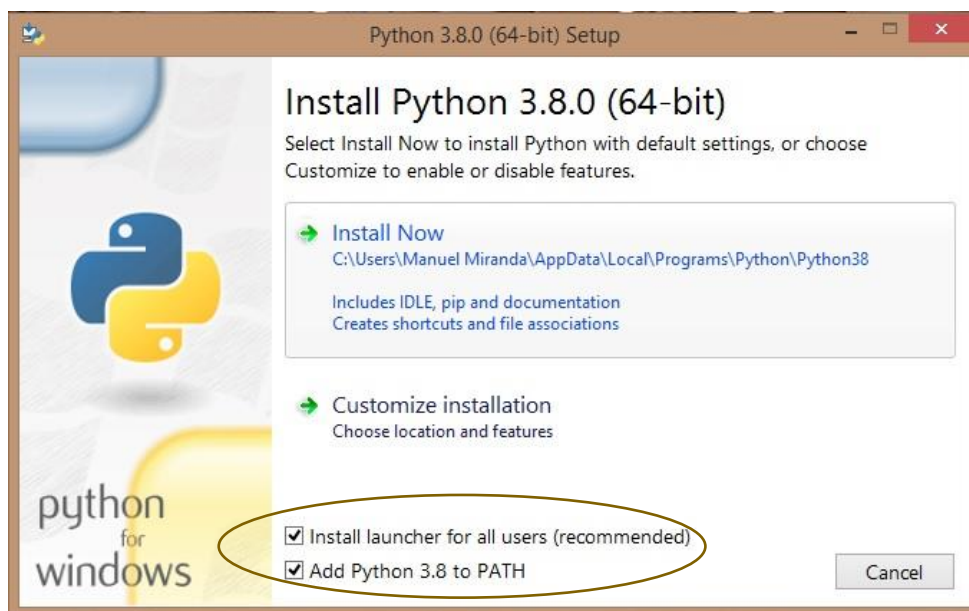 Python 3.8.0 (64-bit) Setup
Install Python 3.8.0 (64-bit)
Select Install Now to install Python with default settings, or choose
Customize to enable or disable features.
Install Now
C:\Users\Manuel Miranda\AppData\Local\Programs\Python\Python38
Includes IDLE, pip and documentation
Creates shortcuts and file associations
Customize installation
Choose location and features
python
for
windows
Install launcher for all users (recommended)
Add Python 3.8 to PATH
Cancel